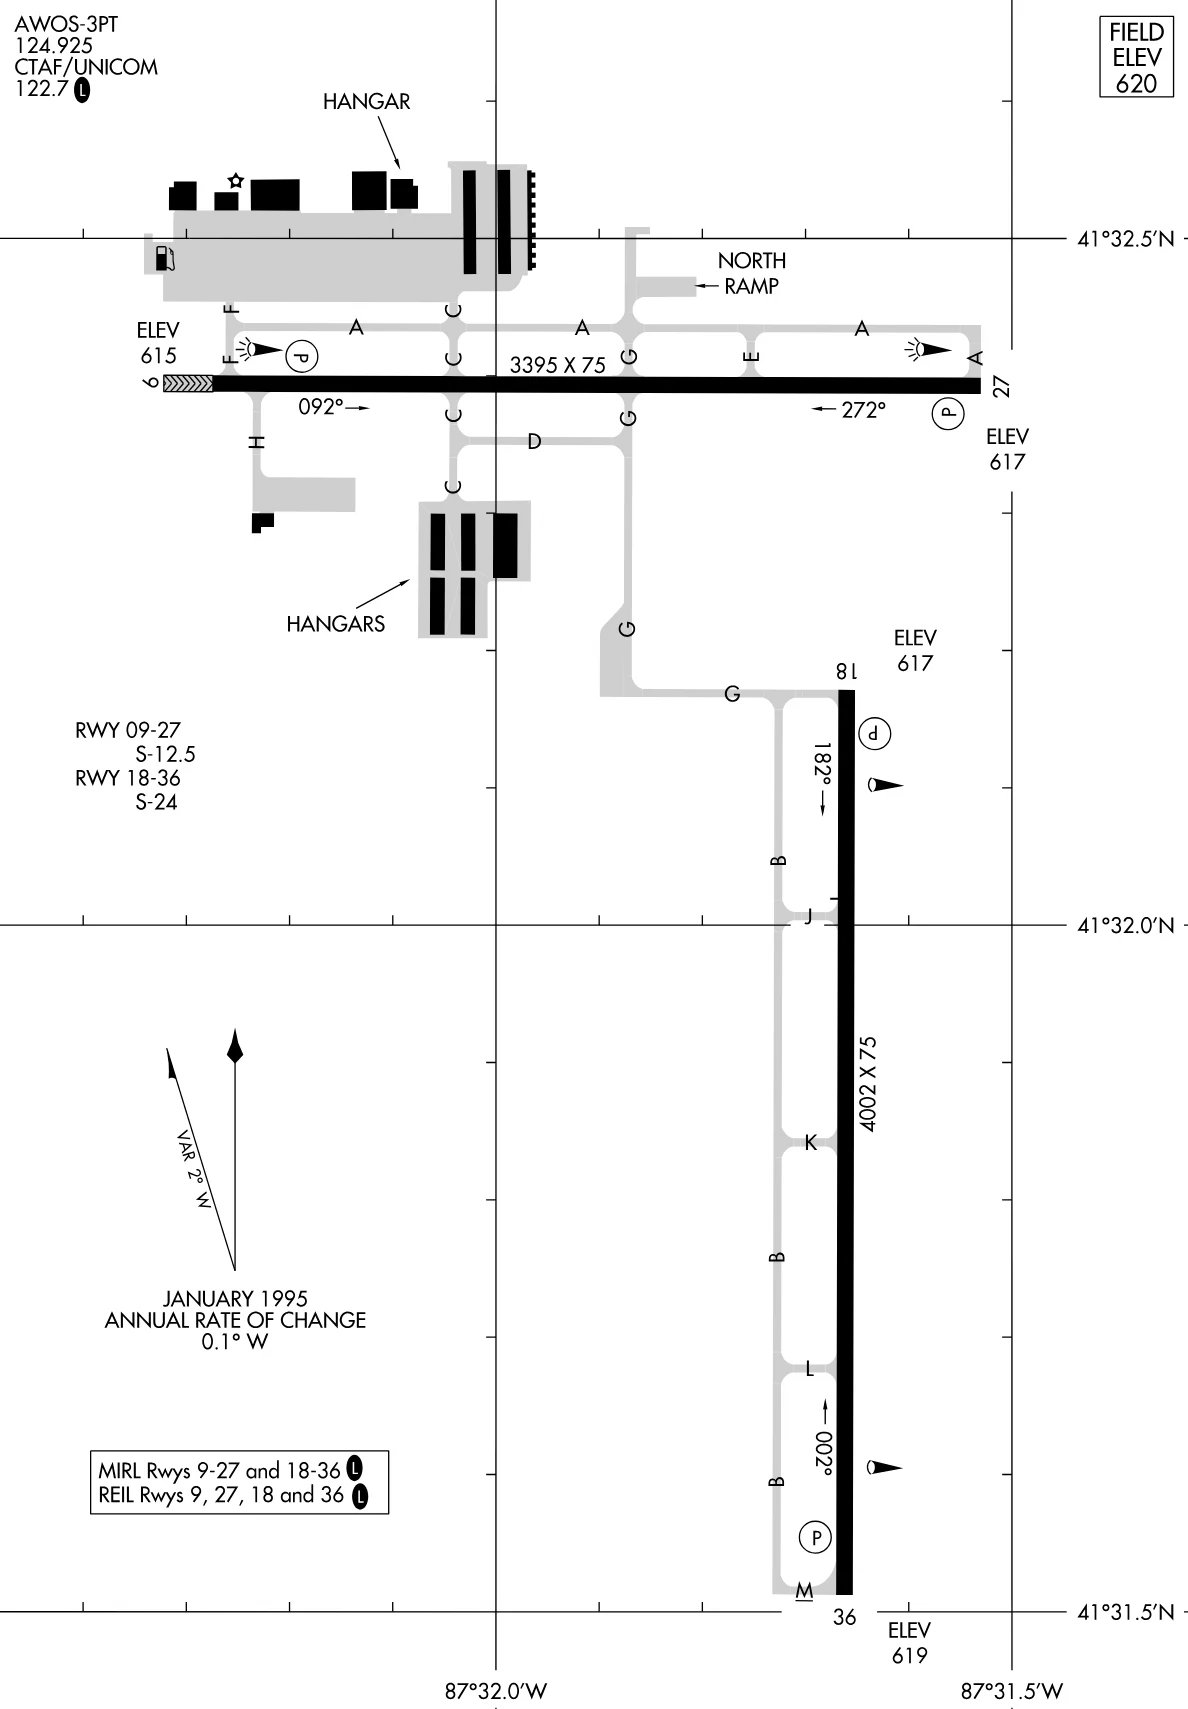 AWOS-3PT
124.925
CTAF/UNICOM
122.7 L
FIELD
ELEV
620
HANGAR
41°32.5'N
NORTH
RAMP
F
C
A
A
A
ELEV
615
F
P
C
G
E
A
3395 X 75
9
27
092°
272°
P
C
G
H
D
ELEV
617
C
HANGARS
G
ELEV
617
18
G
RWY 09-27
S-12.5
RWY 18-36
S-24
P
182°
B
J
41°32.0'N
4002 X 75
K
VAR 2° W
B
JANUARY 1995
ANNUAL RATE OF CHANGE
0.1° W
L
002°
MIRL Rwys 9-27 and 18-36 L
REIL Rwys 9, 27, 18 and 36 L
B
P
M
36
41°31.5'N
ELEV
619
87°32.0'W
87°31.5'W